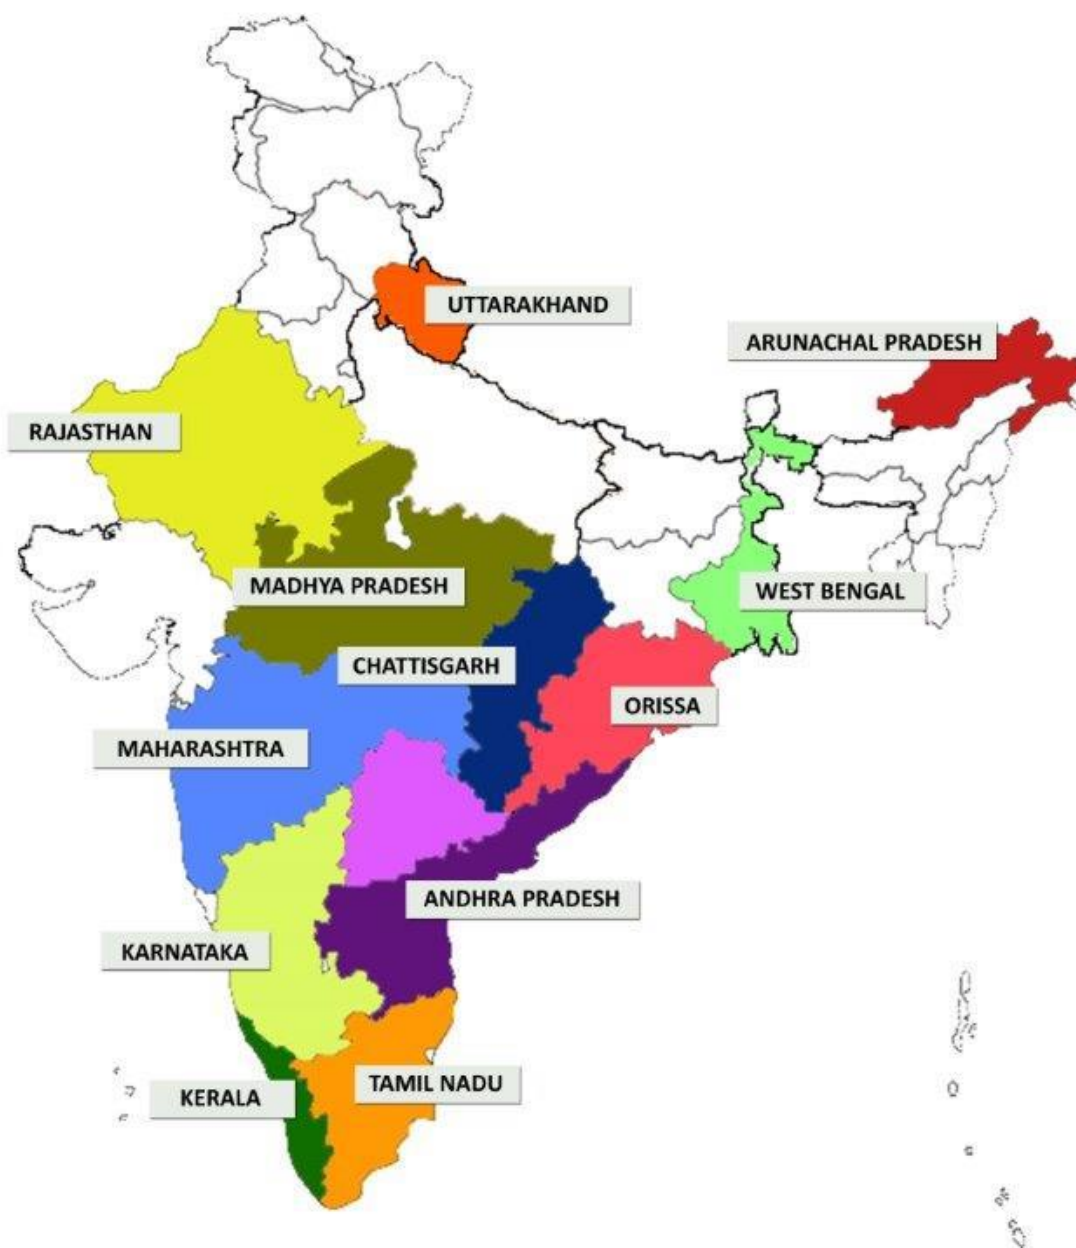 UTTARAKHAND
ARUNACHAL PRADESH
RAJASTHAN
MADHYA PRADESH
WEST BENGAL
CHATTISGARH
ORISSA
MAHARASHTRA
ANDHRA PRADESH
KARNATAKA
TAMIL NADU
KERALA